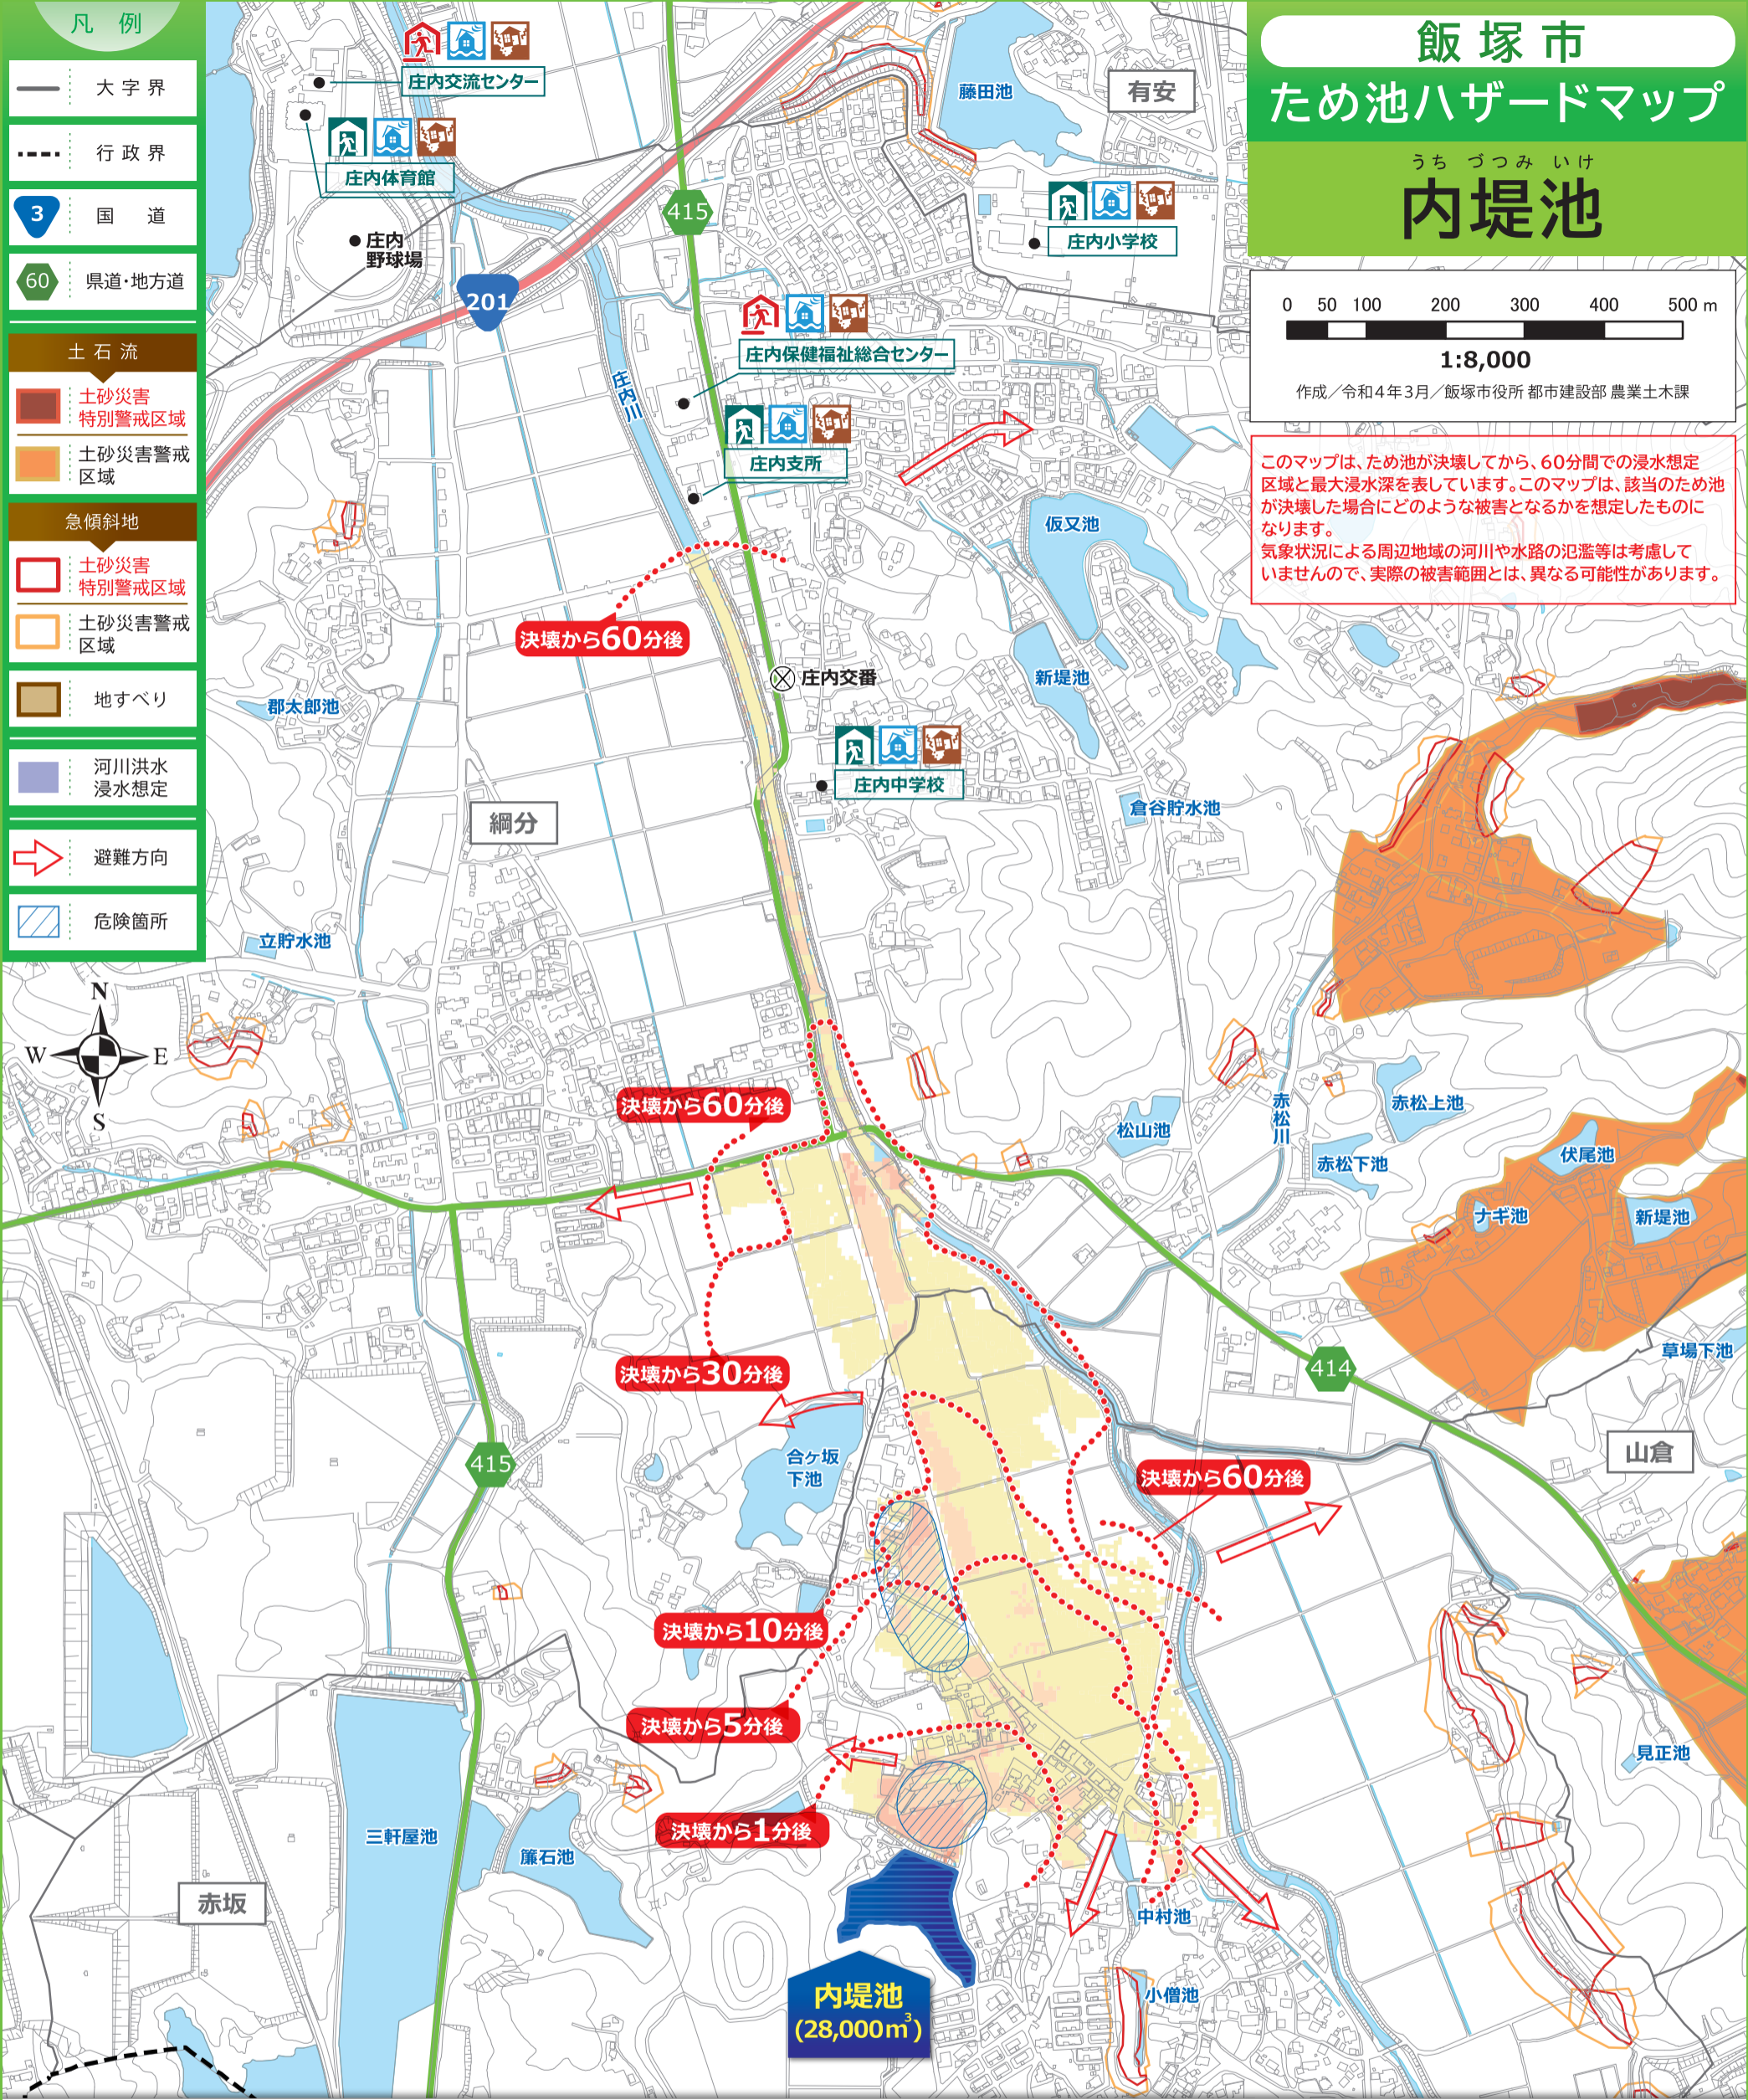 凡 例
大字界
行政界
3
国 道
60
県道・地方道
土石流
土砂災害
特別警戒区域
土砂災害警戒
区域
急傾斜地
土砂災害
特別警戒区域
土砂災害警戒
区域
地すべり
河川洪水
浸水想定
避難方向
危険箇所
N
W
E
S
飯塚市
ため池ハザードマップ
うち づつみ いけ
内堤池
0 50 100 200 300 400 500 m
1:8,000
作成/令和4年3月/飯塚市役所 都市建設部 農業土木課
このマップは、ため池が決壊してから、60分間での浸水想定
区域と最大浸水深を表しています。このマップは、該当のため池
が決壊した場合にどのような被害となるかを想定したものに
なります。
気象状況による周辺地域の河川や水路の氾濫等は考慮して
いませんので、実際の被害範囲とは、異なる可能性があります。
庄内交流センター
庄内体育館
庄内
野球場
201
415
藤田池
有安
庄内小学校
庄内保健福祉総合センター
庄内川
庄内支所
仮又池
決壊から60分後
庄内交番
新堤池
郡太郎池
庄内中学校
倉谷貯水池
綱分
立貯水池
決壊から60分後
松山池
赤松川
赤松上池
赤松下池
伏尾池
ナギ池
新堤池
草場下池
414
決壊から30分後
415
合ヶ坂
下池
山倉
決壊から60分後
決壊から10分後
決壊から5分後
見正池
決壊から1分後
三軒屋池
簾石池
赤坂
中村池
小僧池
内堤池
(28,000m³)